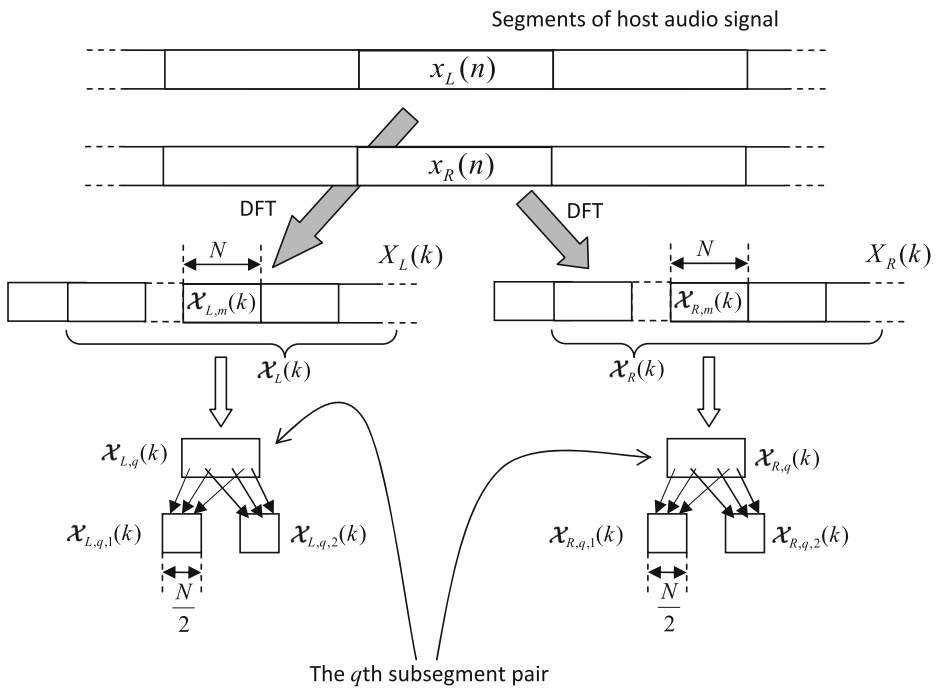 Segments of host audio signal
x_L(n)
x_R(n)
DFT
DFT
N
X_L(k)
N
X_R(k)
𝒳_{L,m}(k)
𝒳_{R,m}(k)
𝒳_L(k)
𝒳_R(k)
𝒳_{L,q}(k)
𝒳_{R,q}(k)
𝒳_{L,q,1}(k)
𝒳_{L,q,2}(k)
𝒳_{R,q,1}(k)
𝒳_{R,q,2}(k)
N/2
N/2
The qth subsegment pair